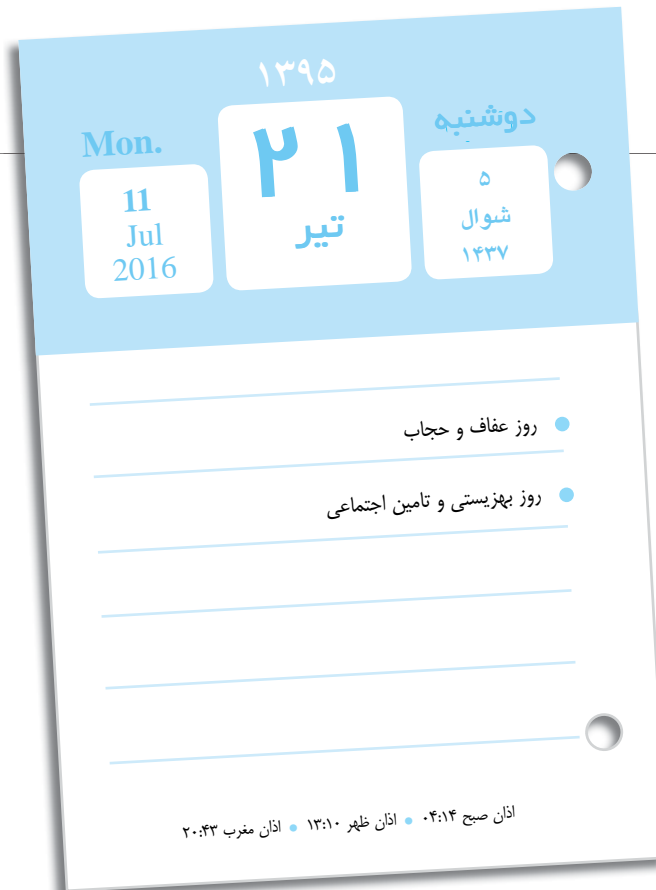 ۱۳۹۵
دوشنبه
۵
شوال
۱۴۳۷
۲۱
تیر
Mon.
11
Jul
2016
روز عفاف و حجاب
روز بهزیستی و تامین اجتماعی
اذان صبح ۰۴:۱۴ • اذان ظهر ۱۳:۱۰ • اذان مغرب ۲۰:۴۳